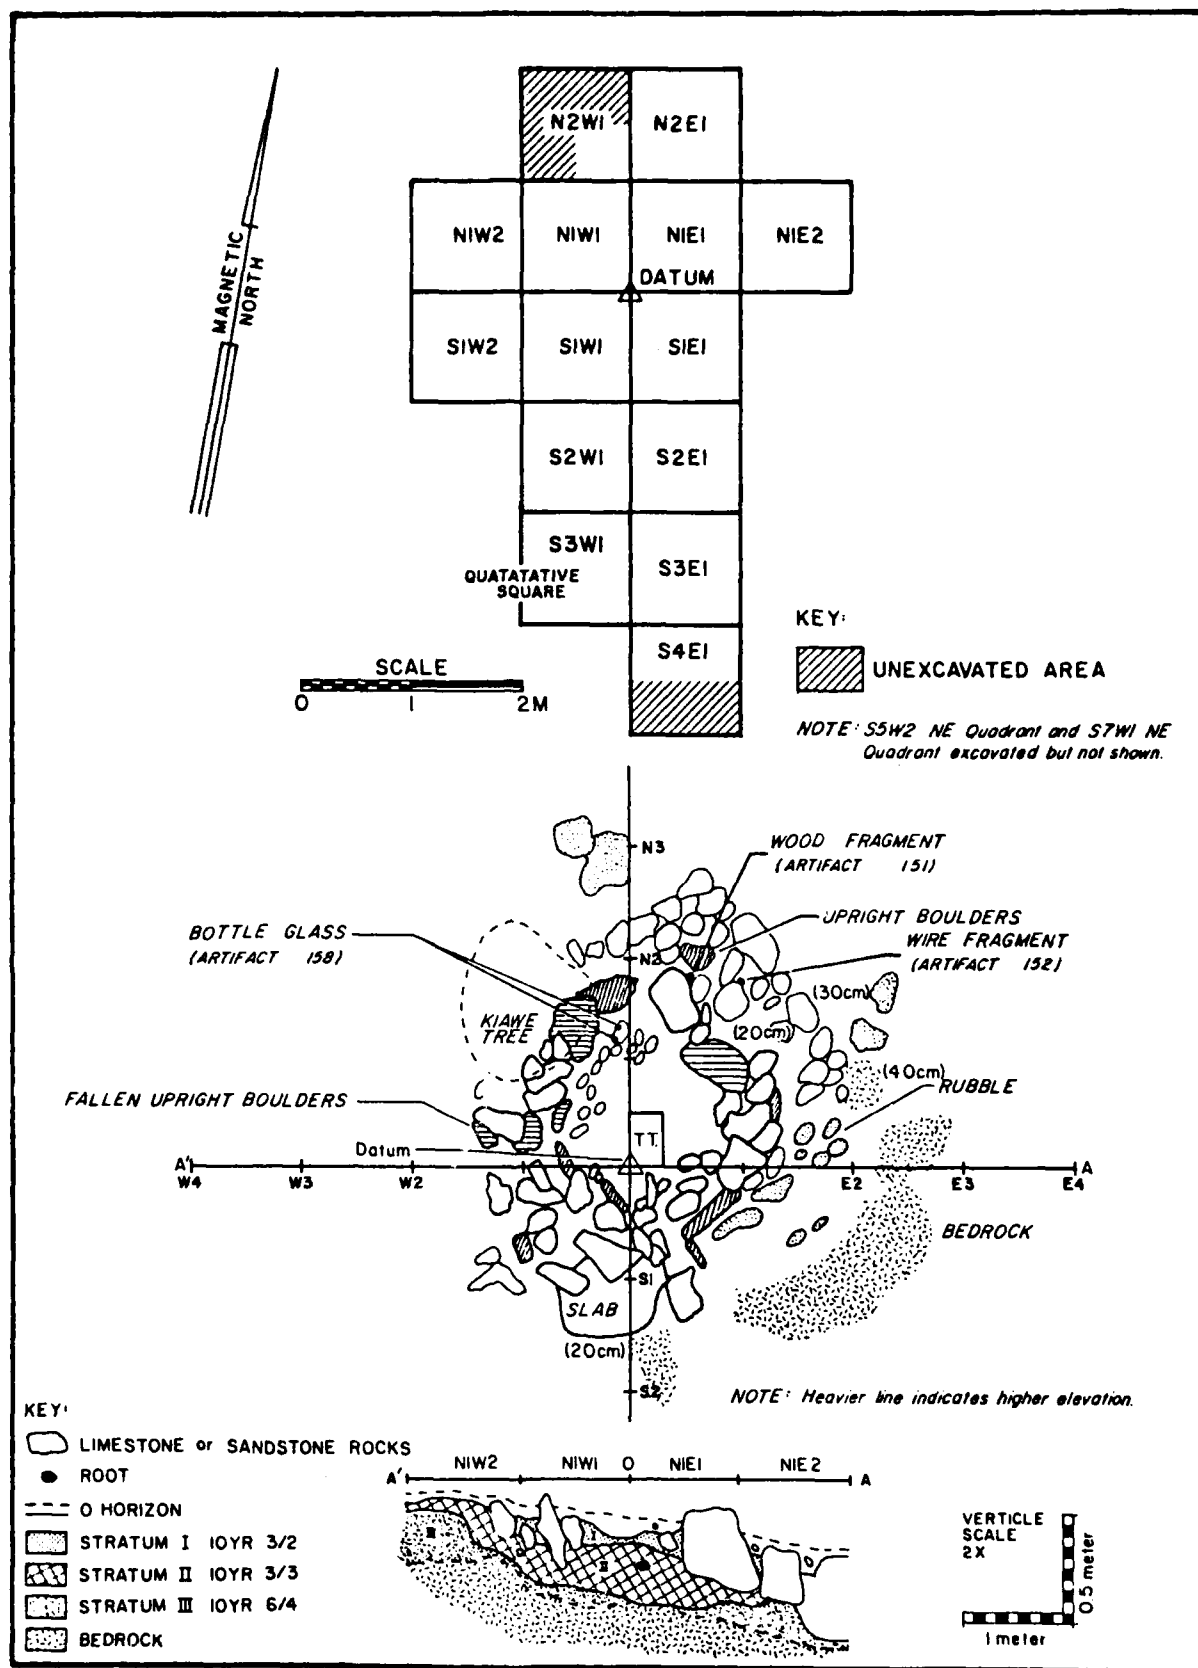 N2W1 N2E1
N1W2 N1W1 N1E1 N1E2
MAGNETIC
NORTH
DATUM
S1W2 S1W1 S1E1
S2W1 S2E1
S3W1
QUATATATIVE
SQUARE
S3E1
S4E1
SCALE
0 1 2M
KEY:
UNEXCAVATED AREA
NOTE: S5W2 NE Quadrant and S7W1 NE
Quadrant excavated but not shown.
N3
WOOD FRAGMENT
(ARTIFACT 151)
UPRIGHT BOULDERS
WIRE FRAGMENT
(ARTIFACT 152)
BOTTLE GLASS
(ARTIFACT 158)
N2
(30cm)
KIAWE
TREE
(20cm)
(40cm)
RUBBLE
FALLEN UPRIGHT BOULDERS
T.T.
Datum
A' A
W4 W3 W2 E2 E3 E4
BEDROCK
S1
SLAB
(20cm)
S2
NOTE: Heavier line indicates higher elevation.
KEY:
LIMESTONE or SANDSTONE ROCKS
ROOT
O HORIZON
STRATUM I 10YR 3/2
STRATUM II 10YR 3/3
STRATUM III 10YR 6/4
BEDROCK
N1W2 N1W1 0 N1E1 N1E2
A' A
III
II
VERTICLE
SCALE
2X
0.5 meter
1 meter